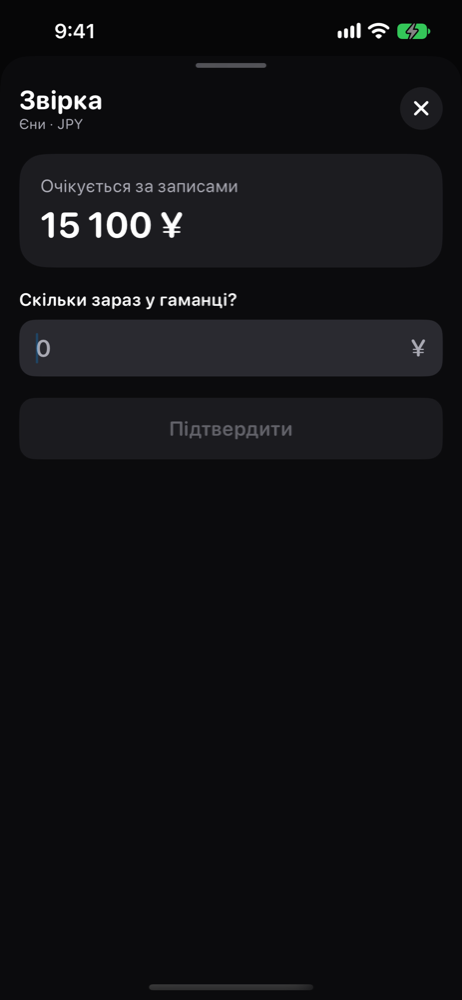 9:41
Звірка
Єни · JPY
Очікується за записами
15 100 ¥
Скільки зараз у гаманці?
0 ¥
Підтвердити